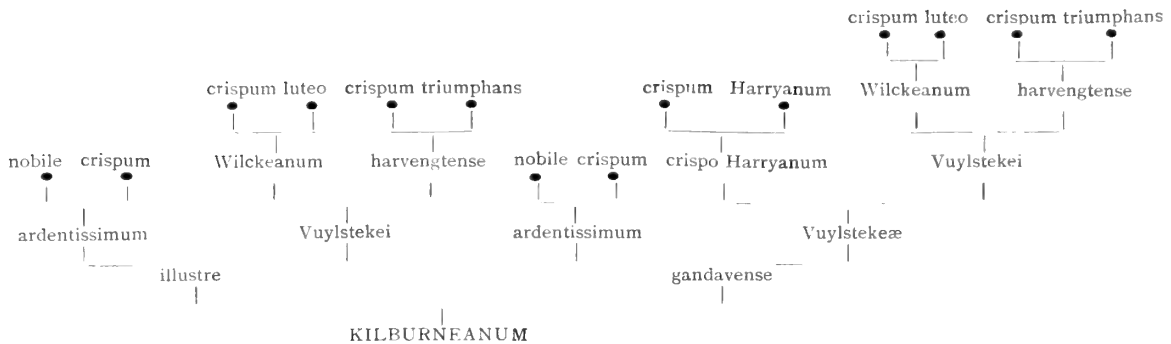 crispum luteo crispum triumphans
crispum luteo crispum triumphans crispum Harryanum Wilckeanum harvengtense
nobile crispum Wilckeanum harvengtense nobile crispum crispo Harryanum Vuylstekei
ardentissimum Vuylstekei ardentissimum Vuylstekeæ
illustre gandavense
KILBURNEANUM